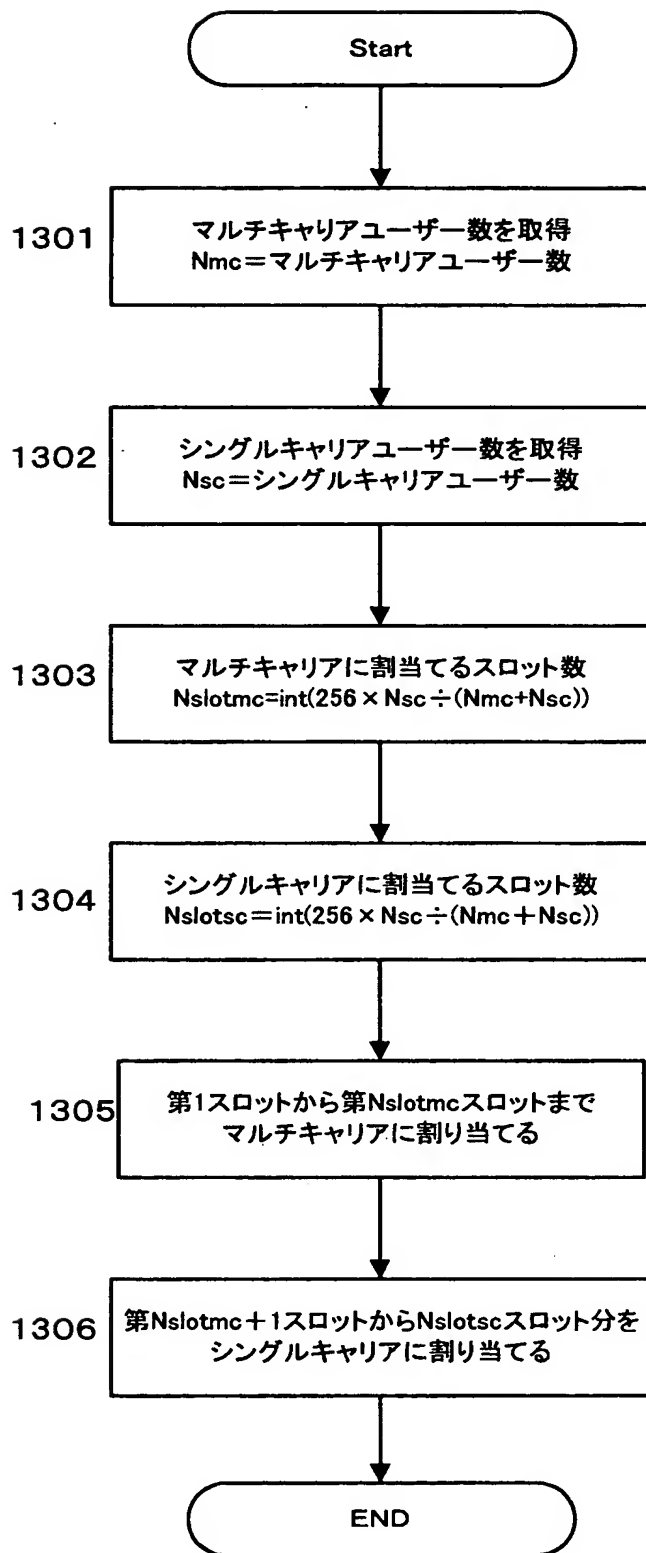 Start
1301
マルチキャリアユーザー数を取得
Nmc=マルチキャリアユーザー数
1302
シングルキャリアユーザー数を取得
Nsc=シングルキャリアユーザー数
1303
マルチキャリアに割当てるスロット数
Nslotmc=int(256×Nsc÷(Nmc+Nsc))
1304
シングルキャリアに割当てるスロット数
Nslotsc=int(256×Nsc÷(Nmc+Nsc))
1305
第1スロットから第Nslotmcスロットまで
マルチキャリアに割り当てる
1306
第Nslotmc+1スロットからNslotscスロット分を
シングルキャリアに割り当てる
END